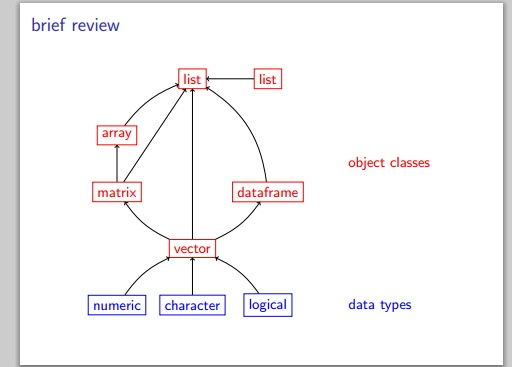 brief review
list
list
array
object classes
matrix
dataframe
vector
numeric
character
logical
data types